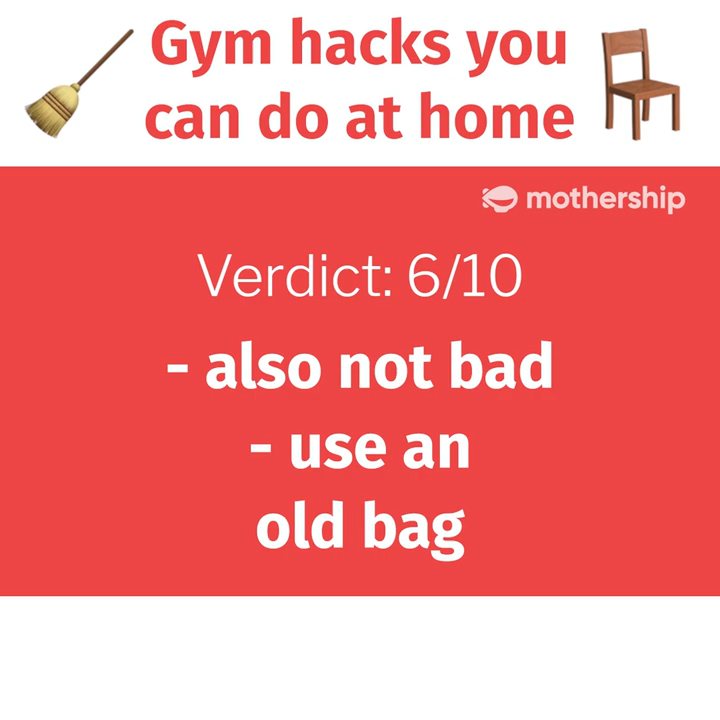 Gym hacks you
can do at home
mothership
Verdict: 6/10
- also not bad
- use an
old bag